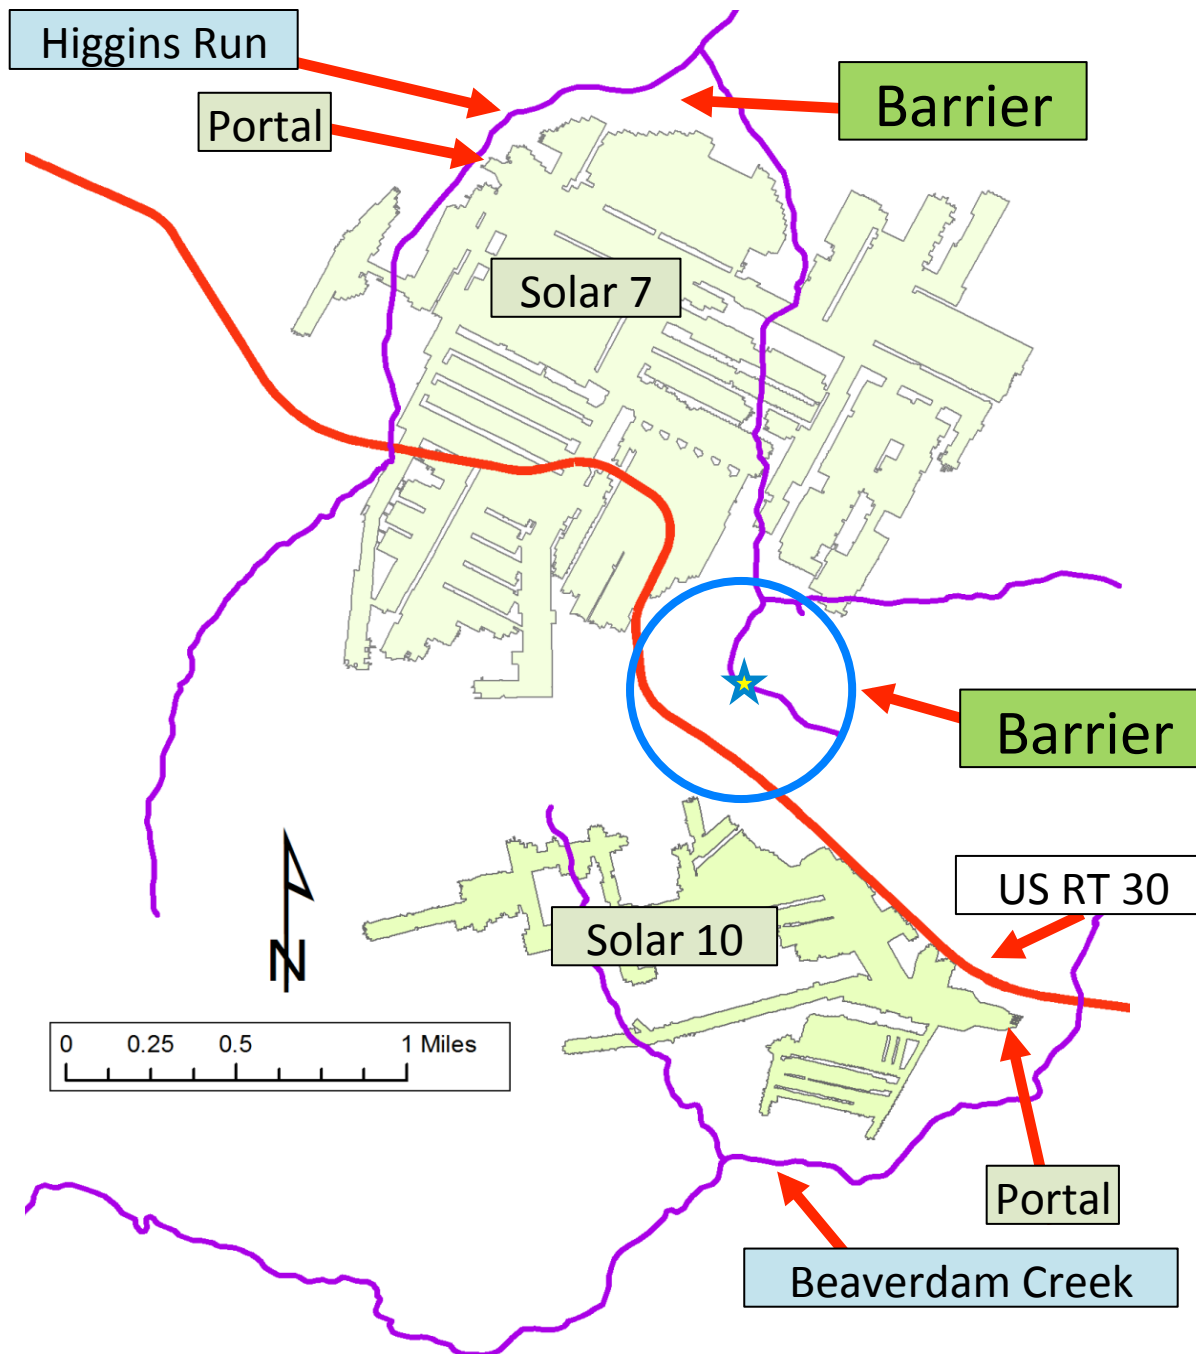 Higgins Run
Barrier
Portal
Solar 7
Barrier
US RT 30
Solar 10
N
0 0.25 0.5 1 Miles
Portal
Beaverdam Creek